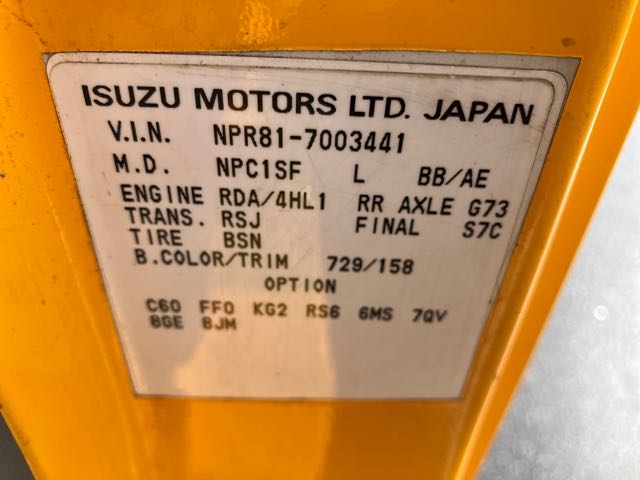 ISUZU MOTORS LTD. JAPAN
V.I.N. NPR81-7003441
M.D. NPC1SF L BB/AE
ENGINE RDA/4HL1 RR AXLE G73
TRANS. RSJ FINAL S7C
TIRE BSN
B.COLOR/TRIM 729/158
OPTION
C60 FF0 KG2 RS6 6MS 7QV
8GE 8JM